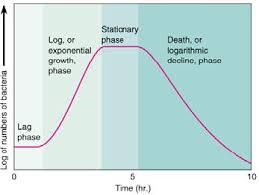 Log of numbers of bacteria
Lag
phase
Log, or
exponential
growth,
phase
Stationary
phase
Death, or
logarithmic
decline, phase
0
5
10
Time (hr.)